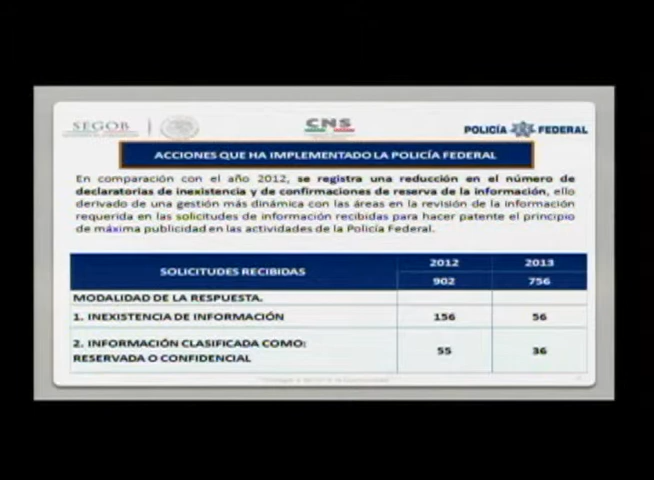 SEGOB
CNS
POLICÍA FEDERAL
ACCIONES QUE HA IMPLEMENTADO LA POLICÍA FEDERAL
En comparación con el año 2012, se registra una reducción en el número de
declaratorias de inexistencia y de confirmaciones de reserva de la información, ello
derivado de una gestión más dinámica con las áreas en la revisión de la información
requerida en las solicitudes de información recibidas para hacer patente el principio
de máxima publicidad en las actividades de la Policía Federal.
SOLICITUDES RECIBIDAS 2012 2013
902 756
MODALIDAD DE LA RESPUESTA.
1. INEXISTENCIA DE INFORMACIÓN 156 56
2. INFORMACIÓN CLASIFICADA COMO:
RESERVADA O CONFIDENCIAL 55 36